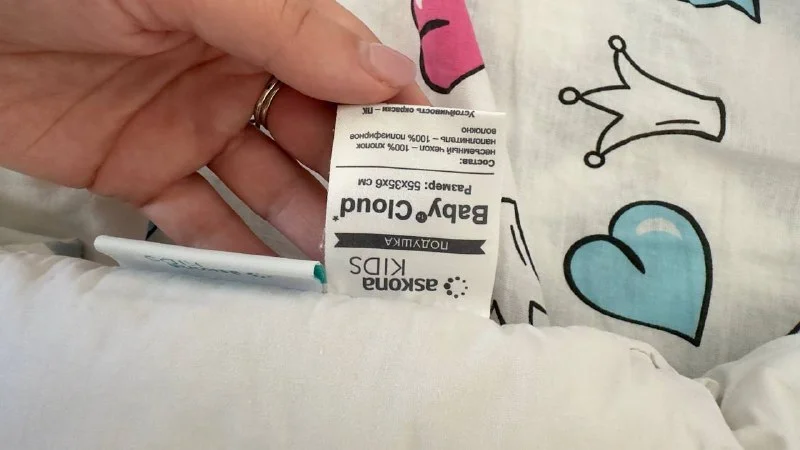 askona
KIDS
ПОДУШКА
Baby Cloud*
Размер: 55х35х6 см
Состав:
несъемный чехол – 100% хлопок
наполнитель – 100% полиэфирное
волокно
Устойчивость окраски – ПК